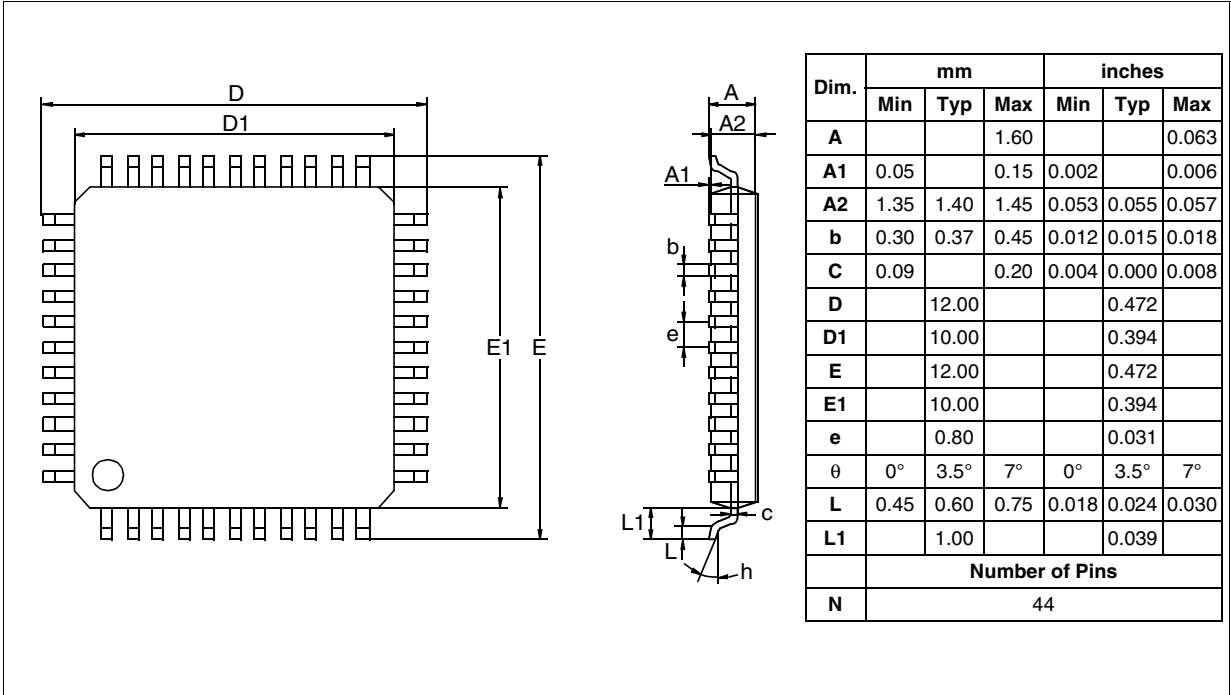 D
D1
E1 E
A
A2
A1
b
e
c
L1
L
h
Dim. mm inches
Min Typ Max Min Typ Max
A 1.60 0.063
A1 0.05 0.15 0.002 0.006
A2 1.35 1.40 1.45 0.053 0.055 0.057
b 0.30 0.37 0.45 0.012 0.015 0.018
C 0.09 0.20 0.004 0.000 0.008
D 12.00 0.472
D1 10.00 0.394
E 12.00 0.472
E1 10.00 0.394
e 0.80 0.031
θ 0° 3.5° 7° 0° 3.5° 7°
L 0.45 0.60 0.75 0.018 0.024 0.030
L1 1.00 0.039
Number of Pins
N 44